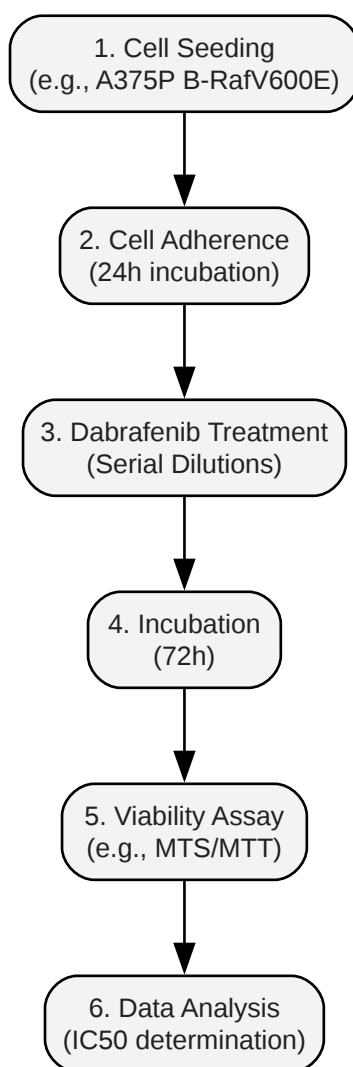 1. Cell Seeding
(e.g., A375P B-RafV600E)
2. Cell Adherence
(24h incubation)
3. Dabrafenib Treatment
(Serial Dilutions)
4. Incubation
(72h)
5. Viability Assay
(e.g., MTS/MTT)
6. Data Analysis
(IC50 determination)